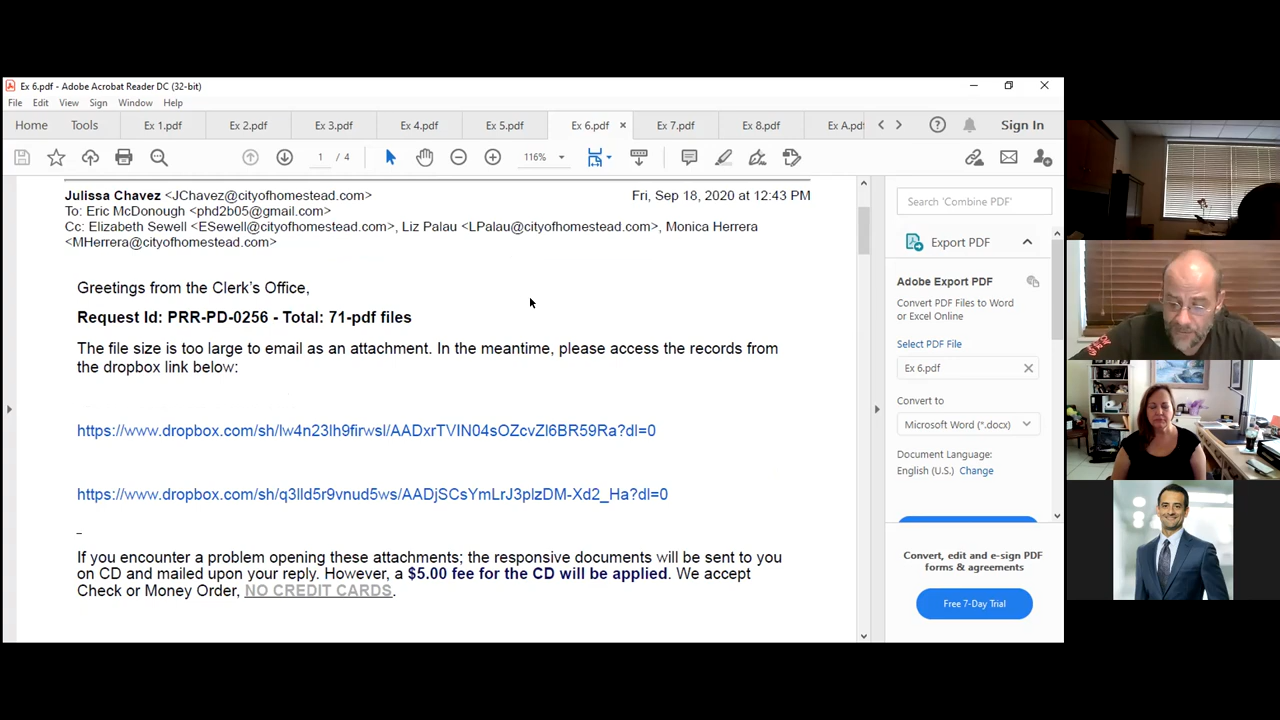 Ex 6.pdf - Adobe Acrobat Reader DC (32-bit)
File Edit View Sign Window Help
Home Tools Ex 1.pdf Ex 2.pdf Ex 3.pdf Ex 4.pdf Ex 5.pdf Ex 6.pdf × Ex 7.pdf Ex 8.pdf Ex A.pdf Sign In
1 / 4 116%
Julissa Chavez <JChavez@cityofhomestead.com> Fri, Sep 18, 2020 at 12:43 PM
To: Eric McDonough <phd2b05@gmail.com>
Cc: Elizabeth Sewell <ESewell@cityofhomestead.com>, Liz Palau <LPalau@cityofhomestead.com>, Monica Herrera
<MHerrera@cityofhomestead.com>
Greetings from the Clerk's Office,
Request Id: PRR-PD-0256 - Total: 71-pdf files
The file size is too large to email as an attachment. In the meantime, please access the records from
the dropbox link below:
https://www.dropbox.com/sh/lw4n23lh9firwsl/AADxrTVIN04sOZcvZl6BR59Ra?dl=0
https://www.dropbox.com/sh/q3lld5r9vnud5ws/AADjSCsYmLrJ3plzDM-Xd2_Ha?dl=0
If you encounter a problem opening these attachments; the responsive documents will be sent to you
on CD and mailed upon your reply. However, a $5.00 fee for the CD will be applied. We accept
Check or Money Order, NO CREDIT CARDS.
Search 'Combine PDF'
Export PDF
Adobe Export PDF
Convert PDF Files to Word
or Excel Online
Select PDF File
Ex 6.pdf
Convert to
Microsoft Word (*.docx)
Document Language:
English (U.S.) Change
Convert, edit and e-sign PDF
forms & agreements
Free 7-Day Trial